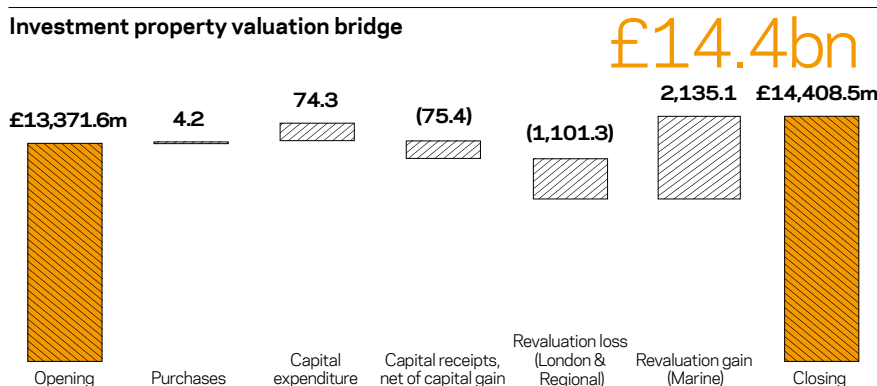 Investment property valuation bridge
£14.4bn
£13,371.6m
4.2
74.3
(75.4)
(1,101.3)
2,135.1
£14,408.5m
Opening
Purchases
Capital
expenditure
Capital receipts,
net of capital gain
Revaluation loss
(London &
Regional)
Revaluation gain
(Marine)
Closing